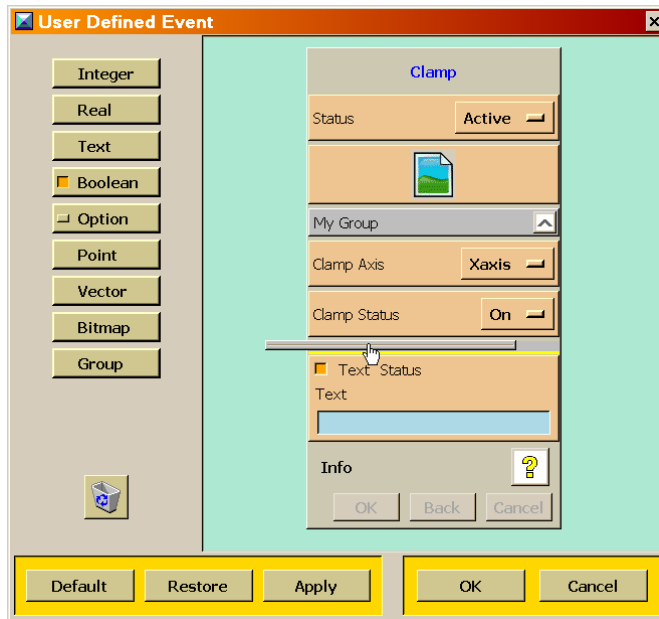 User Defined Event
Integer
Real
Text
Boolean
Option
Point
Vector
Bitmap
Group
Clamp
Status Active
My Group
Clamp Axis Xaxis
Clamp Status On
Text Status
Text
Info ?
OK Back Cancel
Default Restore Apply OK Cancel